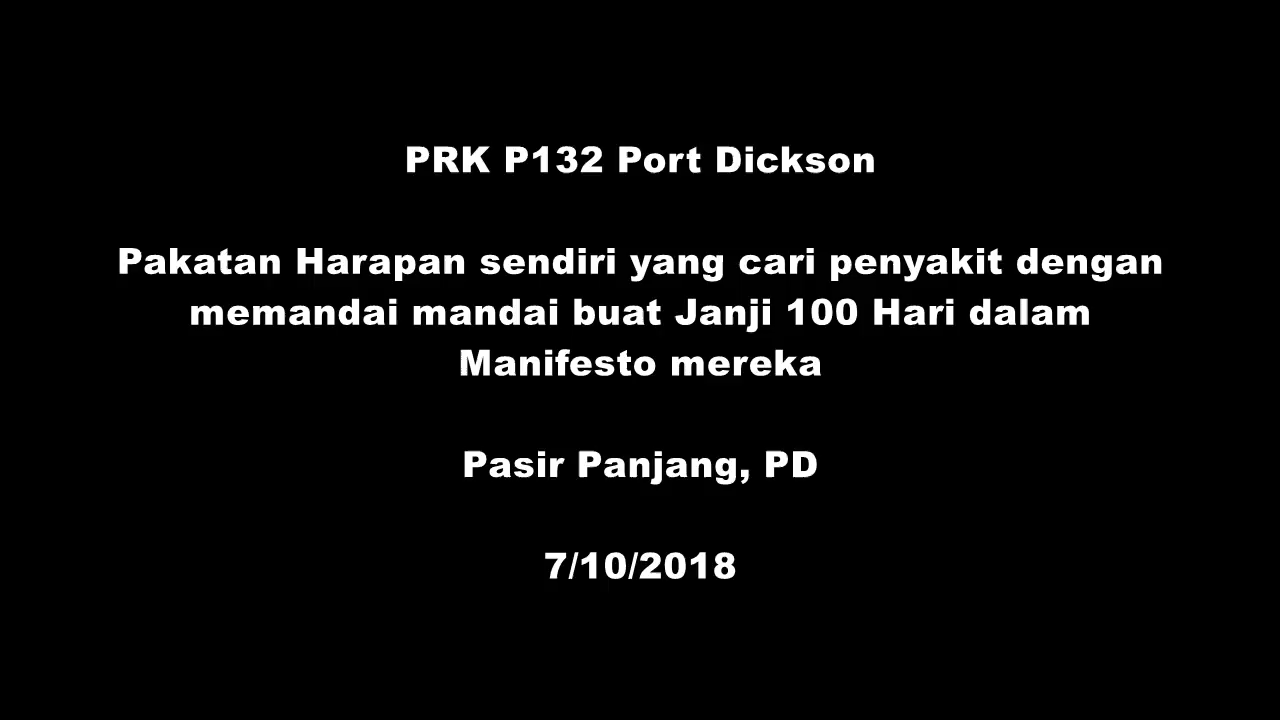 PRK P132 Port Dickson
Pakatan Harapan sendiri yang cari penyakit dengan
memandai mandai buat Janji 100 Hari dalam
Manifesto mereka
Pasir Panjang, PD
7/10/2018